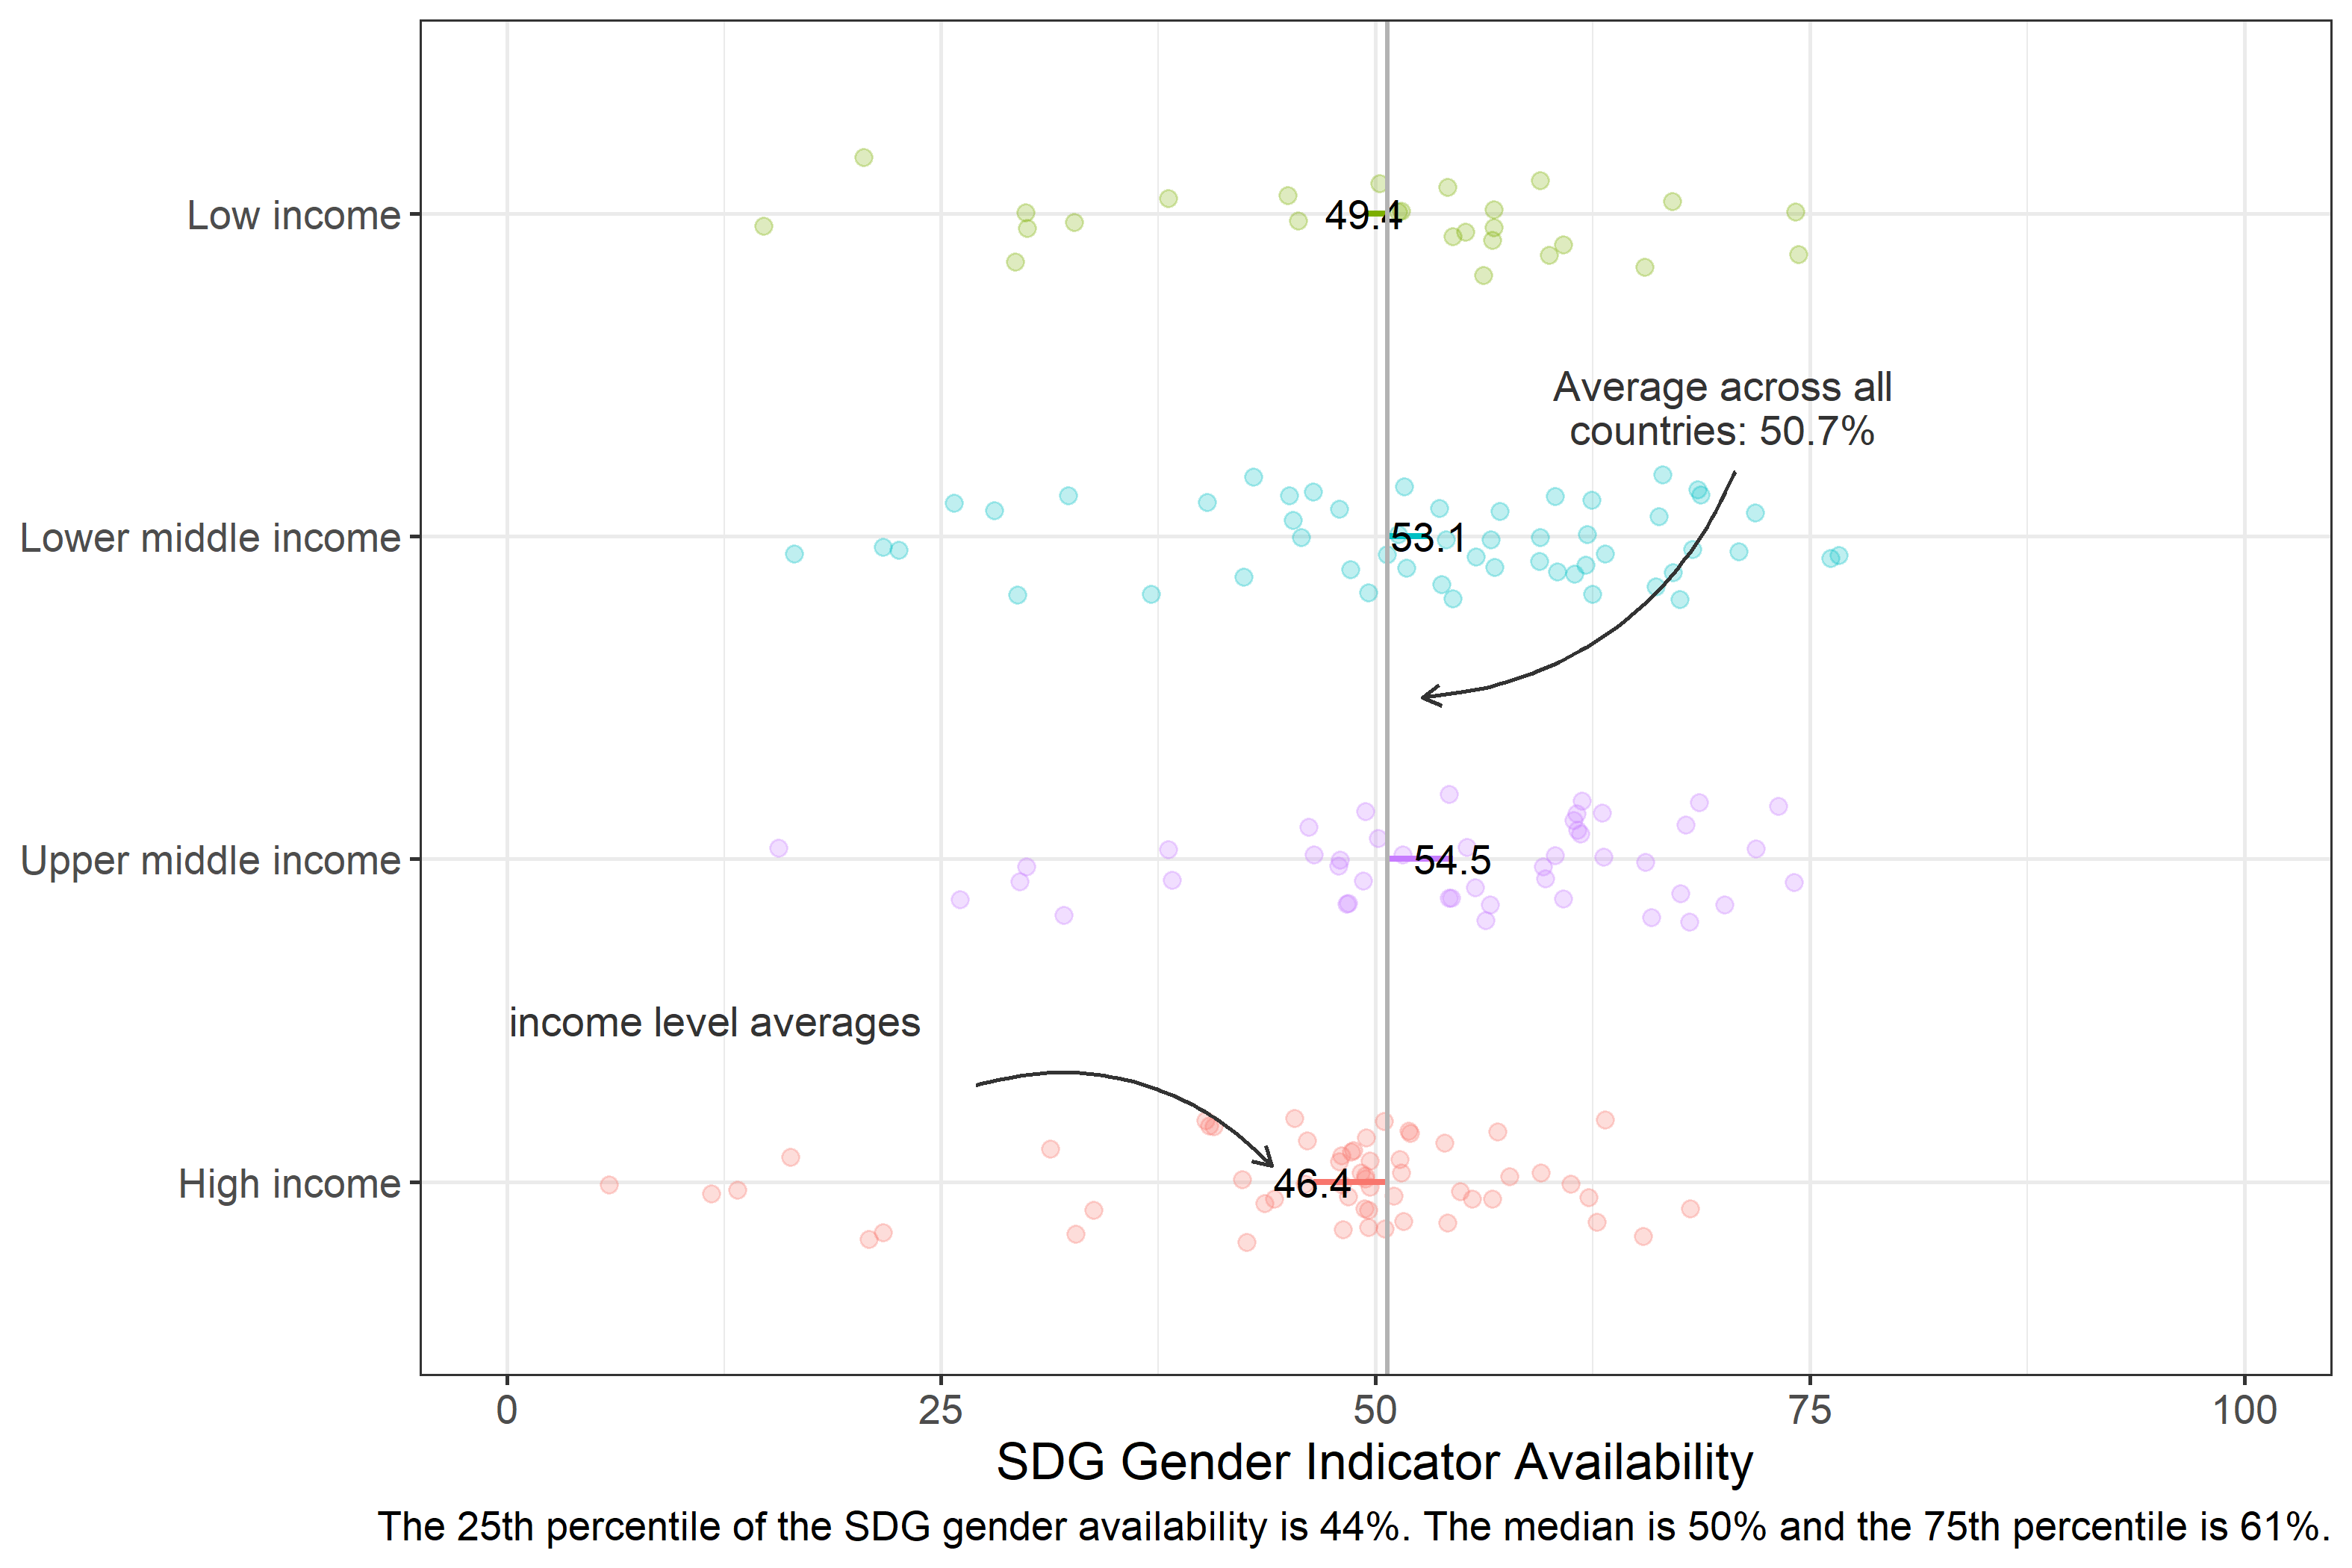 Low income
49.4
Average across all
countries: 50.7%
Lower middle income
53.1
Upper middle income
54.5
income level averages
High income
46.4
0
25
50
75
100
SDG Gender Indicator Availability
The 25th percentile of the SDG gender availability is 44%. The median is 50% and the 75th percentile is 61%.